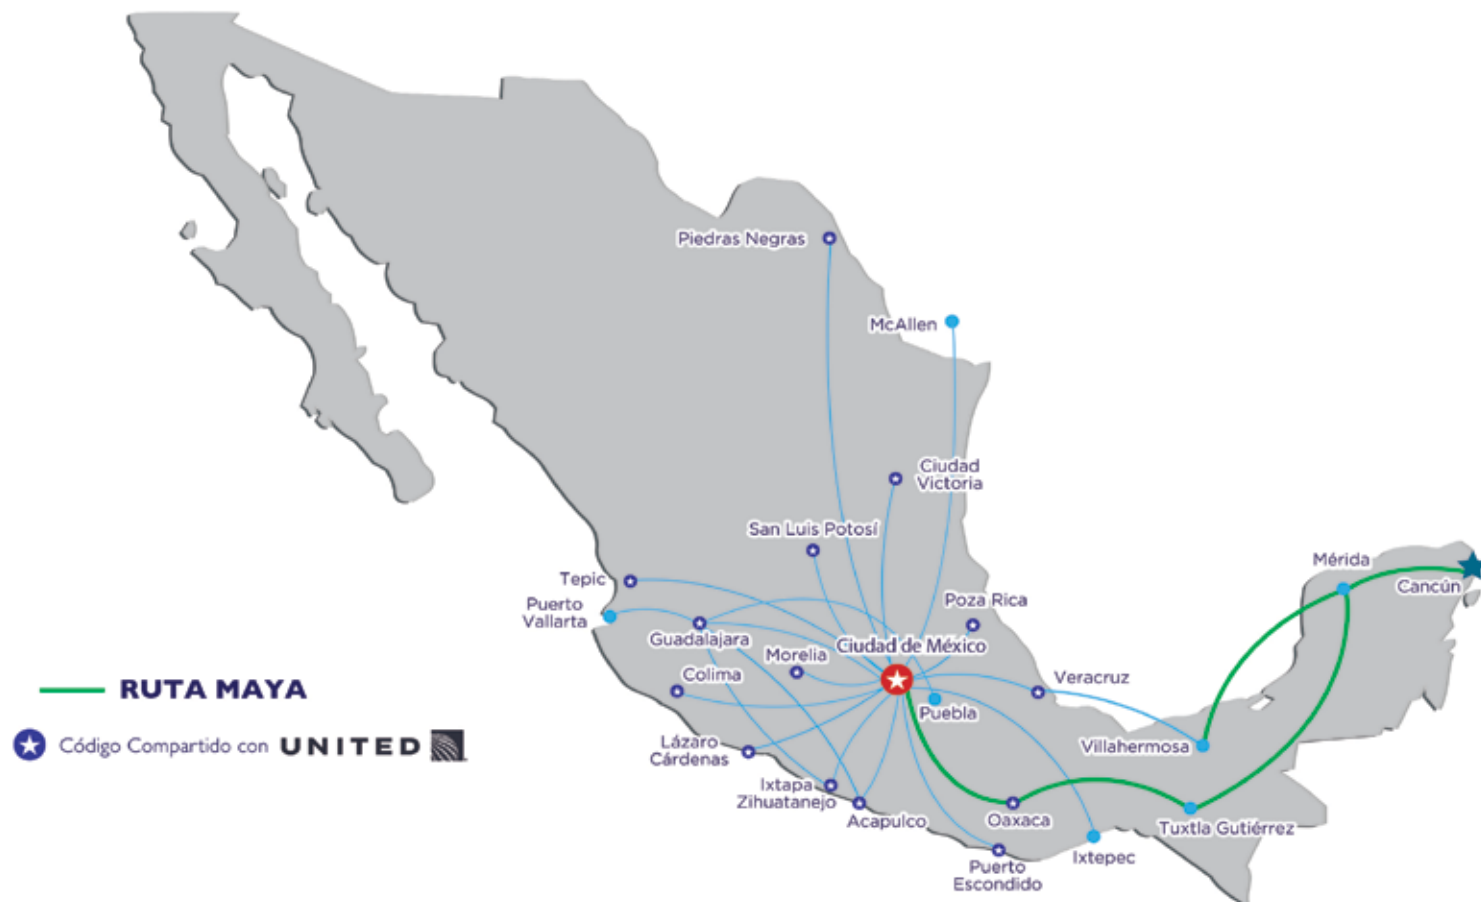 Piedras Negras
McAllen
Ciudad
Victoria
San Luis Potosí
Tepic
Puerto
Vallarta
Guadalajara
Poza Rica
Ciudad de México
Morelia
Colima
Puebla
Veracruz
Mérida
Cancún
RUTA MAYA
Código Compartido con UNITED
Lázaro
Cárdenas
Ixtapa
Zihuatanejo
Acapulco
Villahermosa
Oaxaca
Tuxtla Gutiérrez
Ixtepec
Puerto
Escondido